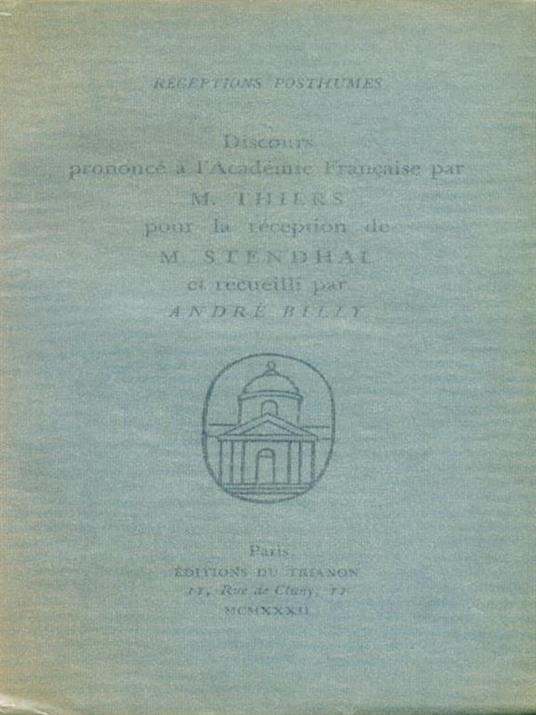 RÉCEPTIONS POSTHUMES
Discours
prononcé à l'Académie Française par
M. THIERS
pour la réception de
M. STENDHAL
et recueilli par
ANDRÉ BILLY
Paris
ÉDITIONS DU TRIANON
11, Rue de Cluny, 11
MCMXXXII